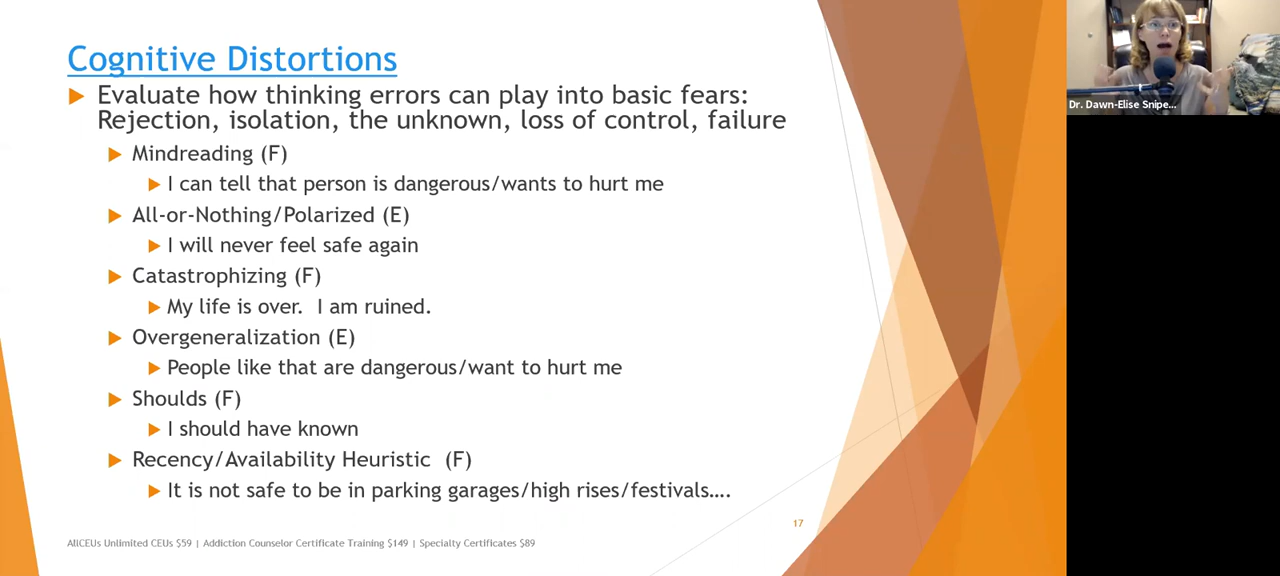 Cognitive Distortions
Evaluate how thinking errors can play into basic fears:
Rejection, isolation, the unknown, loss of control, failure
Mindreading (F)
I can tell that person is dangerous/wants to hurt me
All-or-Nothing/Polarized (E)
I will never feel safe again
Catastrophizing (F)
My life is over.  I am ruined.
Overgeneralization (E)
People like that are dangerous/want to hurt me
Shoulds (F)
I should have known
Recency/Availability Heuristic  (F)
It is not safe to be in parking garages/high rises/festivals....
17
AllCEUs Unlimited CEUs $59 | Addiction Counselor Certificate Training $149 | Specialty Certificates $89
Dr. Dawn-Elise Snipe...